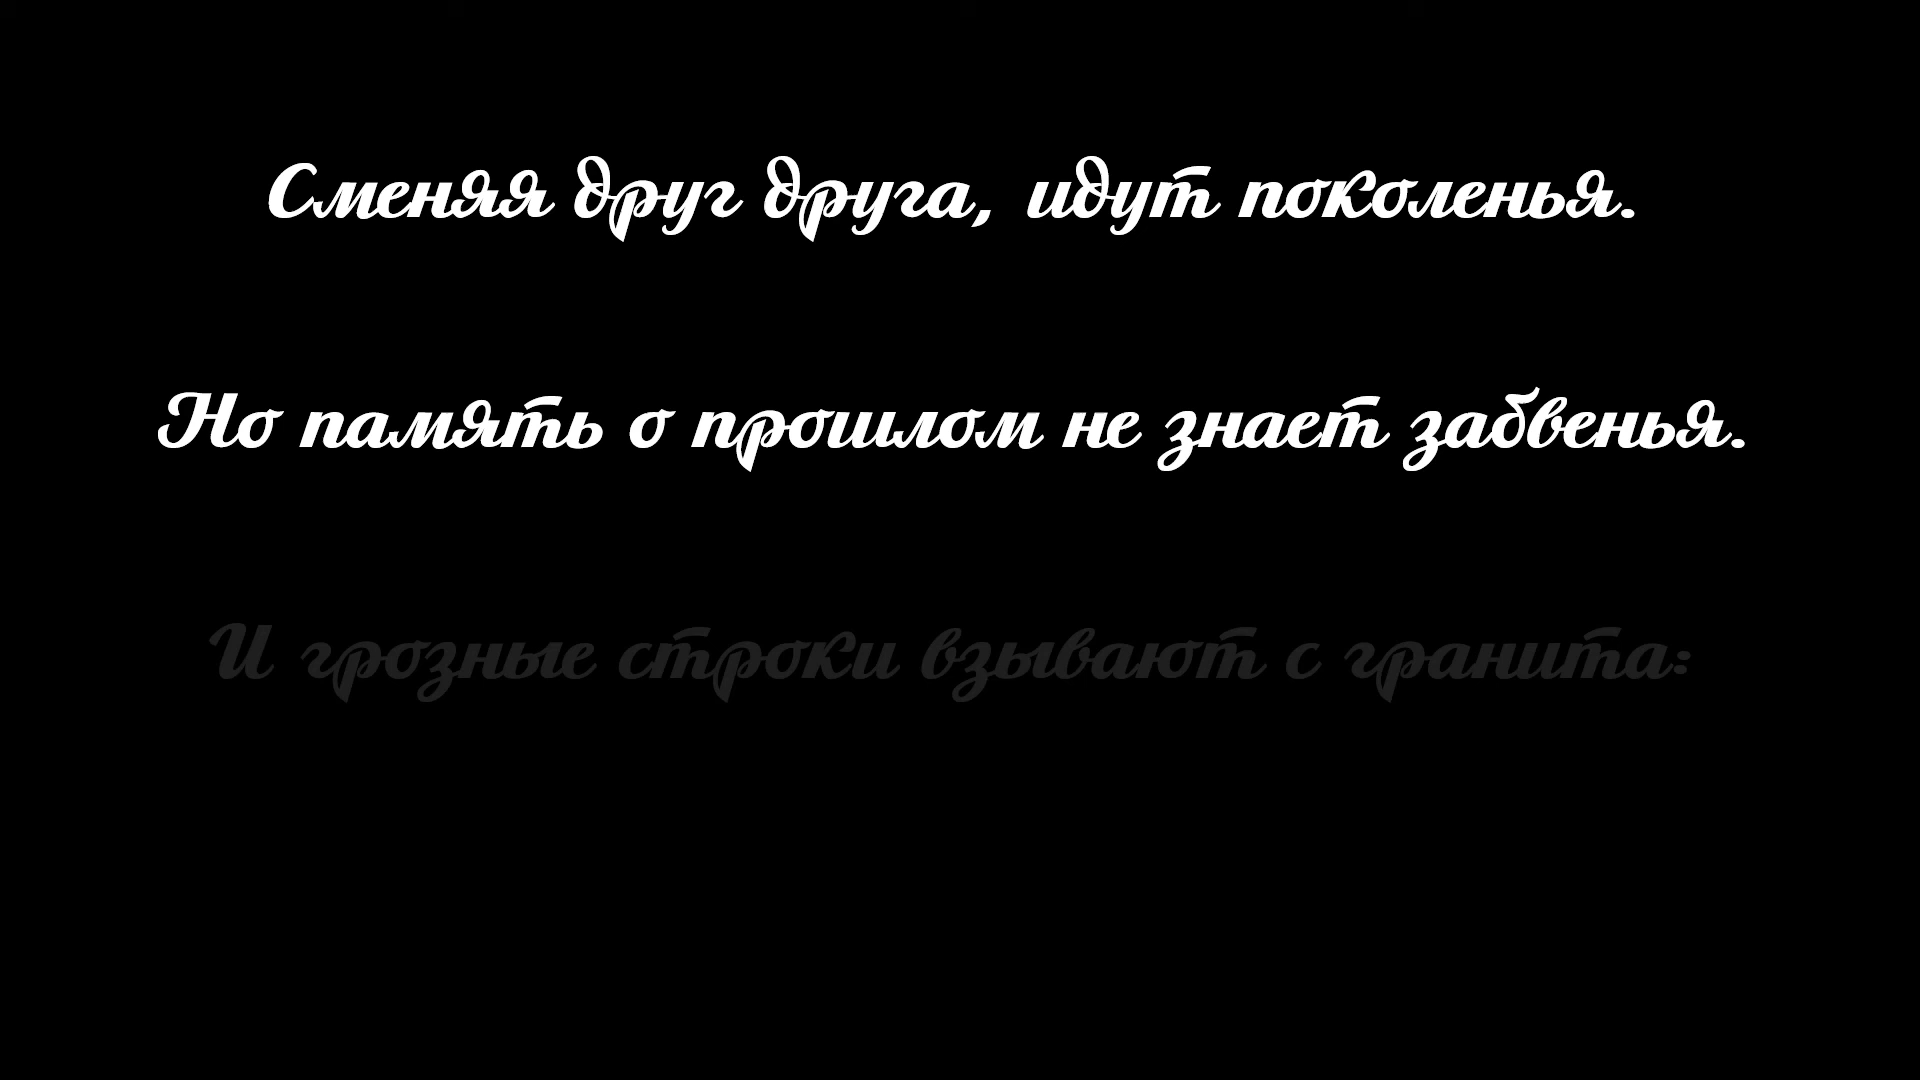 Сменяя друг друга, идут поколенья.
Но память о прошлом не знает забвенья.
И грозные строки взывают с гранита: